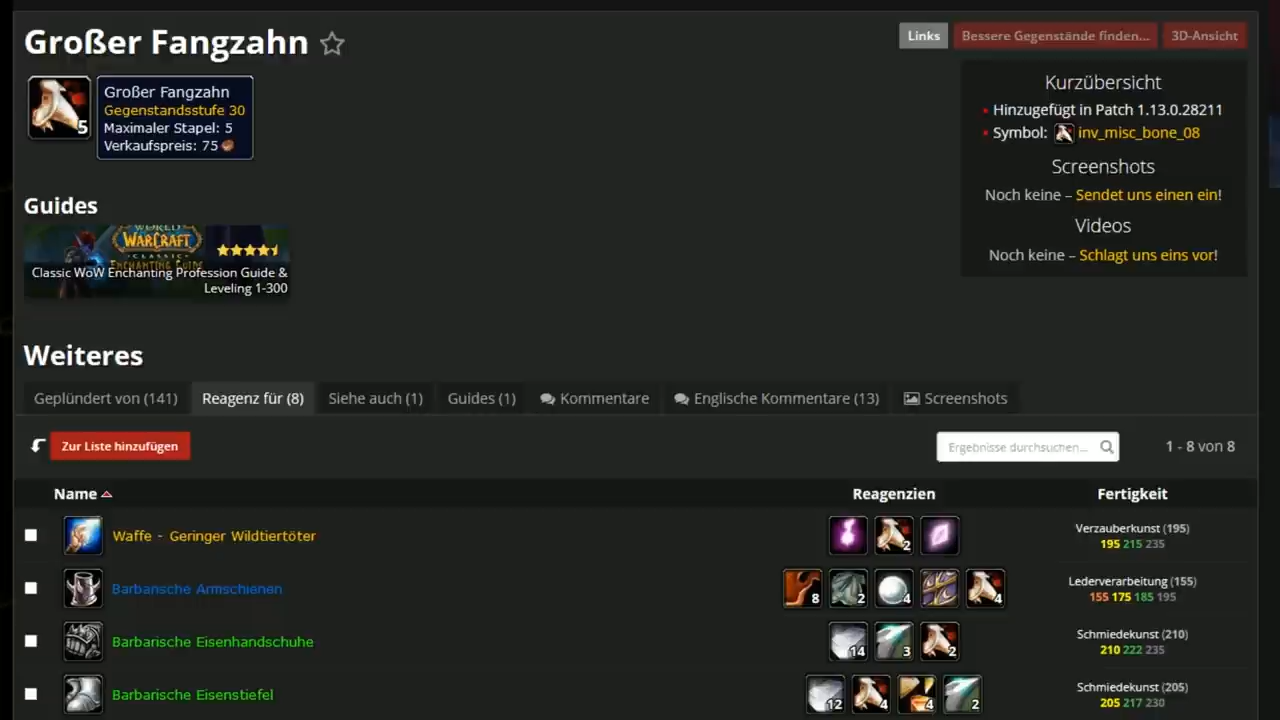 Großer Fangzahn
Links
Bessere Gegenstände finden...
3D-Ansicht
5
Großer Fangzahn
Gegenstandsstufe 30
Maximaler Stapel: 5
Verkaufspreis: 75
Kurzübersicht
Hinzugefügt in Patch 1.13.0.28211
Symbol: inv_misc_bone_08
Screenshots
Noch keine – Sendet uns einen ein!
Videos
Noch keine – Schlagt uns eins vor!
Guides
WORLD
WARCRAFT
CLASSIC
ENCHANTING GUIDE
Classic WoW Enchanting Profession Guide &
Leveling 1-300
Weiteres
Geplündert von (141)
Reagenz für (8)
Siehe auch (1)
Guides (1)
Kommentare
Englische Kommentare (13)
Screenshots
Zur Liste hinzufügen
Ergebnisse durchsuchen...
1 - 8 von 8
Name
Reagenzien
Fertigkeit
Waffe - Geringer Wildtiertöter
2
Verzauberkunst (195)
195 215 235
Barbarische Armschienen
8 2 4 4
Lederverarbeitung (155)
155 175 185 195
Barbarische Eisenhandschuhe
14 3 2
Schmiedekunst (210)
210 222 235
Barbarische Eisenstiefel
12 4 4 2
Schmiedekunst (205)
205 217 230